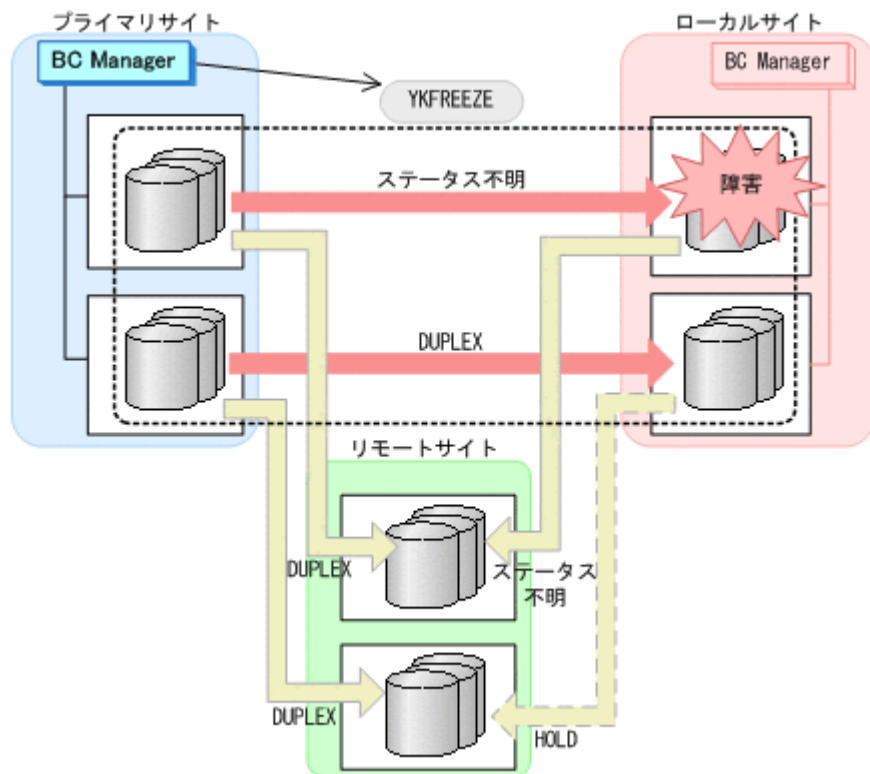 プライマリサイト
ローカルサイト
BC Manager
BC Manager
YKFREEZE
ステータス不明
障害
DUPLEX
リモートサイト
DUPLEX
ステータス
不明
DUPLEX
HOLD